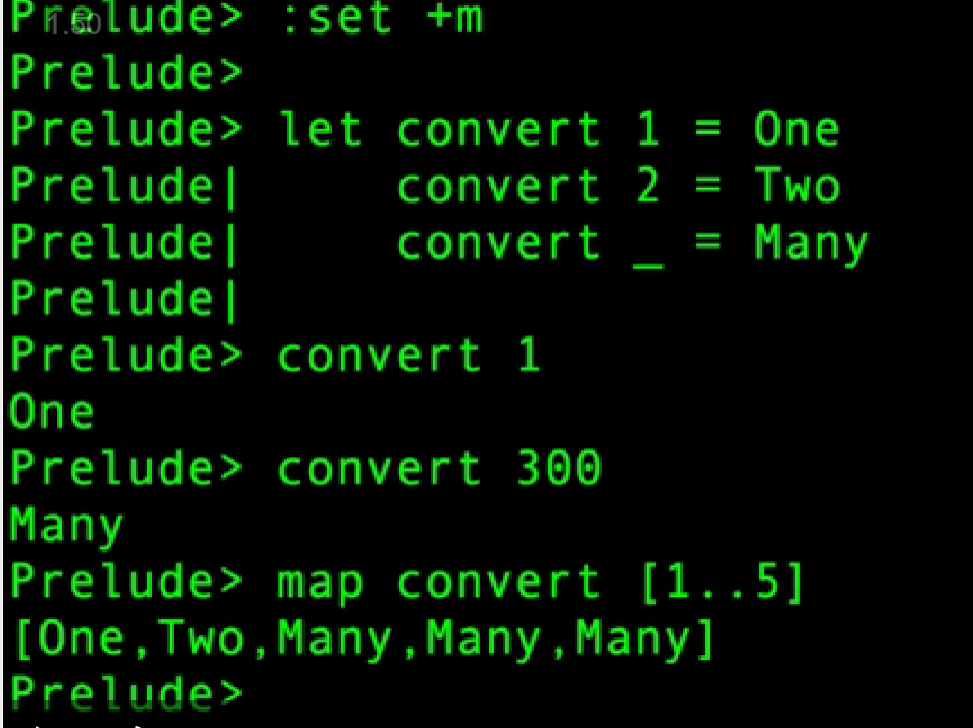 Prelude> :set +m
1.50
Prelude>
Prelude> let convert 1 = One
Prelude|     convert 2 = Two
Prelude|     convert _ = Many
Prelude|
Prelude> convert 1
One
Prelude> convert 300
Many
Prelude> map convert [1..5]
[One,Two,Many,Many,Many]
Prelude>